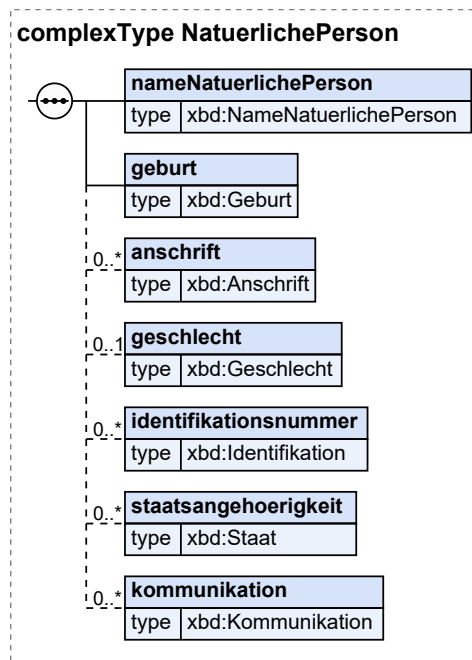 complexType NatuerlichePerson
nameNatuerlichePerson
type xbd:NameNatuerlichePerson
geburt
type xbd:Geburt
0..* anschrift
type xbd:Anschrift
0..1 geschlecht
type xbd:Geschlecht
0..* identifikationsnummer
type xbd:Identifikation
0..* staatsangehoerigkeit
type xbd:Staat
0..* kommunikation
type xbd:Kommunikation